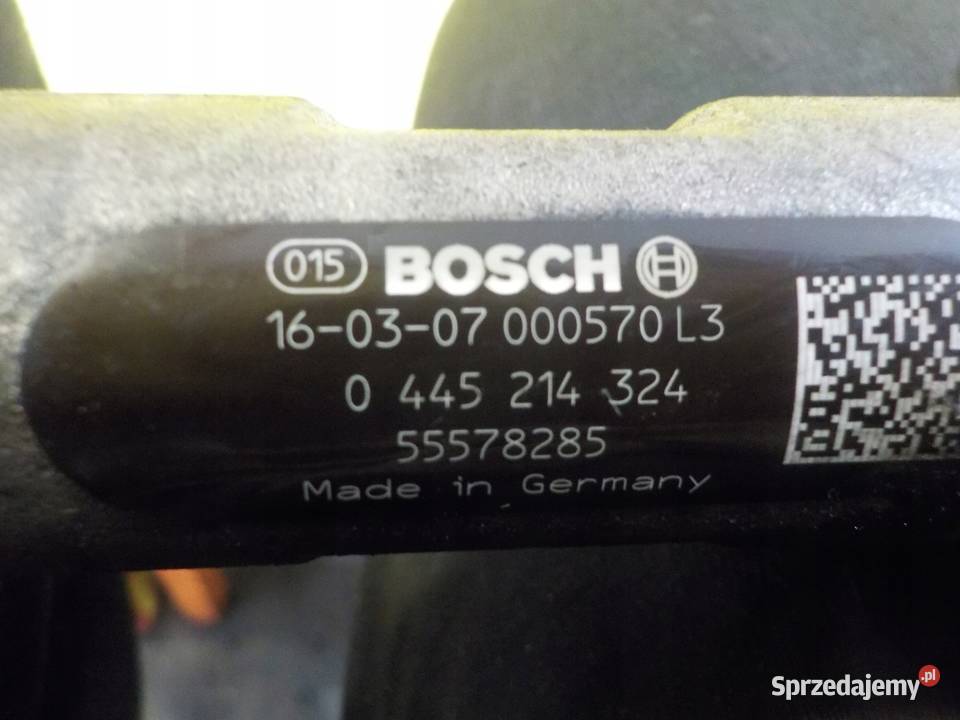 015 BOSCH
16-03-07 000570 L3
0 445 214 324
55578285
Made in Germany
Sprzedajemy.pl